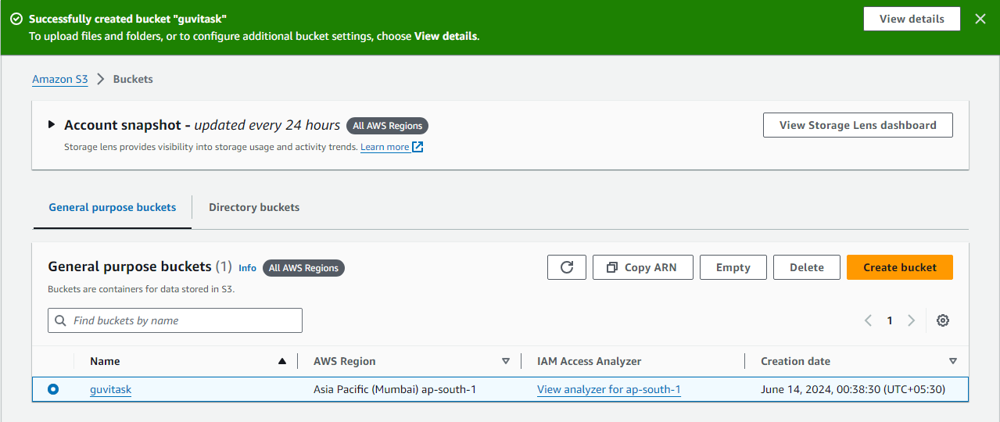 Successfully created bucket "guvitask"
View details
To upload files and folders, or to configure additional bucket settings, choose View details.
Amazon S3 > Buckets
Account snapshot - updated every 24 hours All AWS Regions
View Storage Lens dashboard
Storage lens provides visibility into storage usage and activity trends. Learn more
General purpose buckets Directory buckets
General purpose buckets (1) Info All AWS Regions
Copy ARN Empty Delete Create bucket
Buckets are containers for data stored in S3.
Find buckets by name
1
Name AWS Region IAM Access Analyzer Creation date
guvitask Asia Pacific (Mumbai) ap-south-1 View analyzer for ap-south-1 June 14, 2024, 00:38:30 (UTC+05:30)